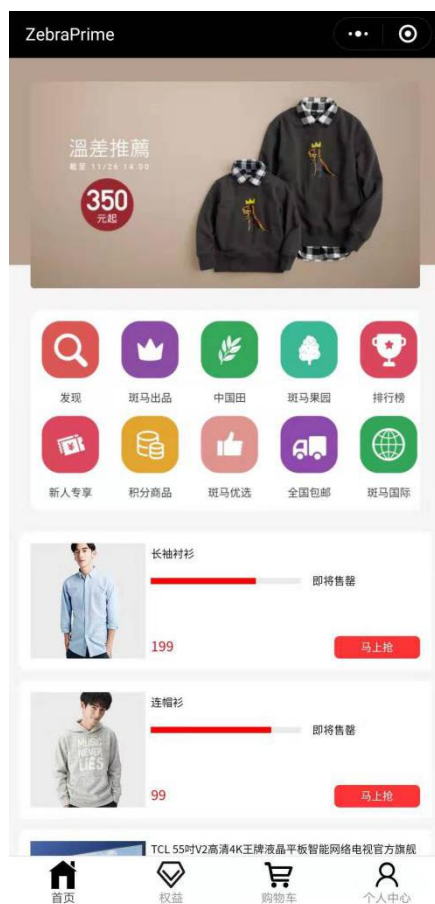 ZebraPrime
溫差推薦
截至 11/26 14:00
350
元起
发现
斑马出品
中国田
斑马果园
排行榜
新人专享
积分商品
斑马优选
全国包邮
斑马国际
长袖衬衫
即将售罄
199
马上抢
连帽衫
MUSIC
NEVER
LIES
即将售罄
99
马上抢
TCL 55吋V2高清4K王牌液晶平板智能网络电视官方旗舰
首页
权益
购物车
个人中心